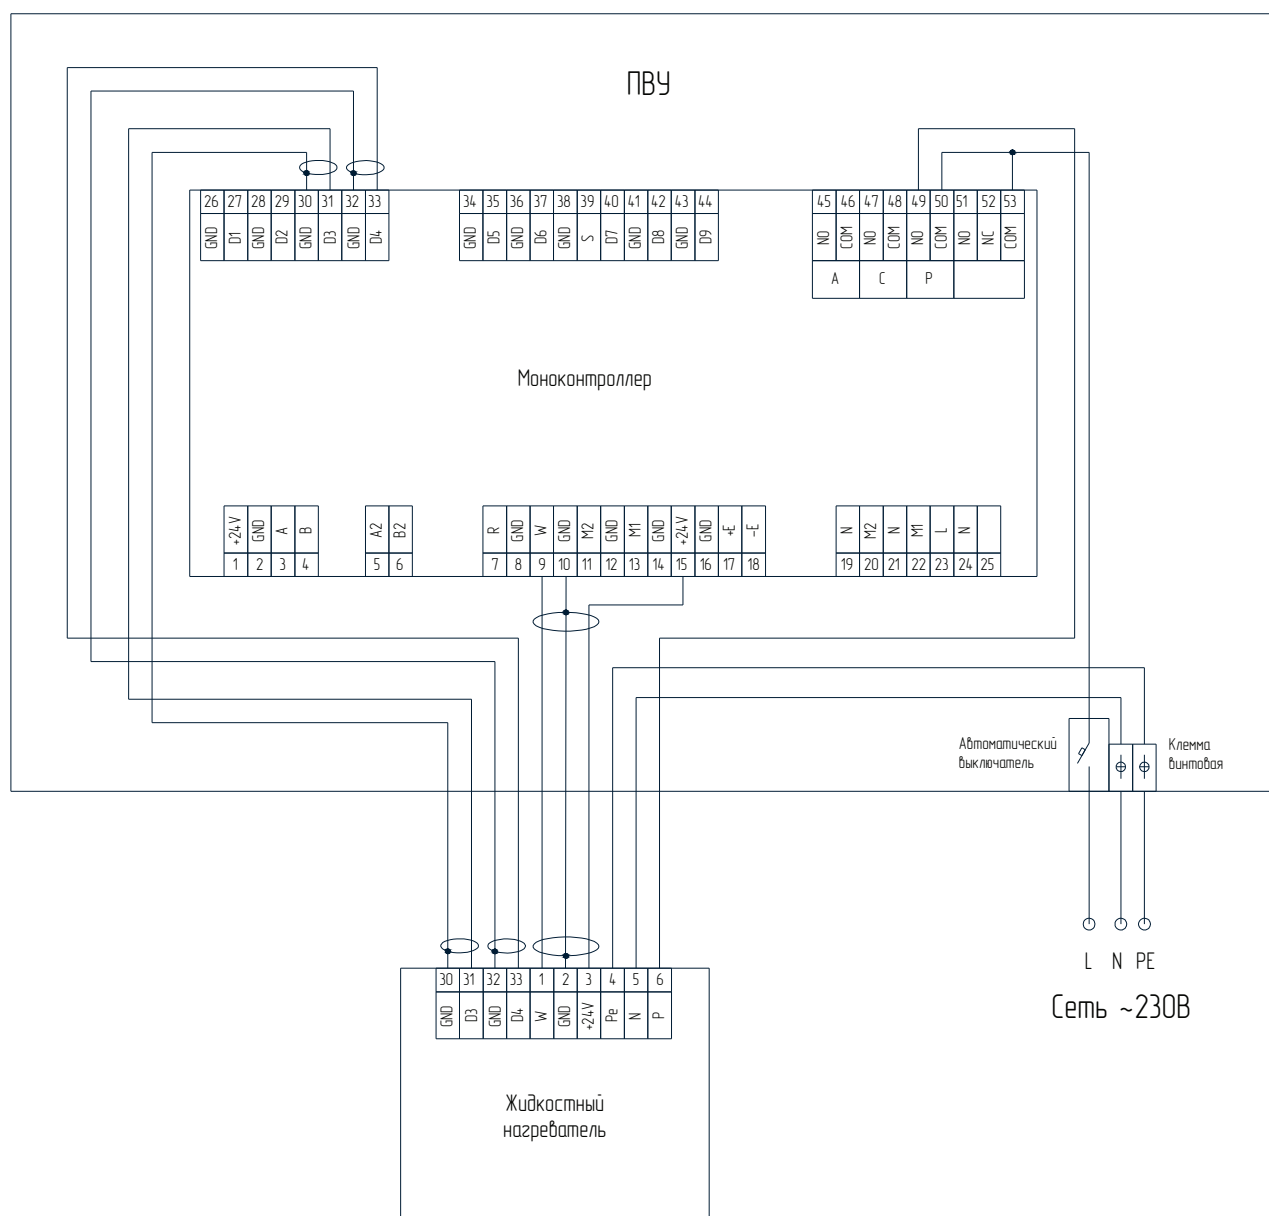 ПВУ
26 27 28 29 30 31 32 33
GND D1 GND D2 GND D3 GND D4
34 35 36 37 38 39 40 41 42 43 44
GND D5 GND D6 GND S D7 GND D8 GND D9
45 46 47 48 49 50 51 52 53
NO COM NO COM NO COM NO NC COM
A C P
Моноконтроллер
+24V GND A B
1 2 3 4
A2 B2
5 6
R GND W GND M2 GND M1 GND +24V GND +E -E
7 8 9 10 11 12 13 14 15 16 17 18
N M2 N M1 L N
19 20 21 22 23 24 25
Автоматический
выключатель
Клемма
винтовая
L N PE
Сеть ~230В
30 31 32 33 1 2 3 4 5 6
GND D3 GND D4 W GND +24V Pe N P
Жидкостный
нагреватель